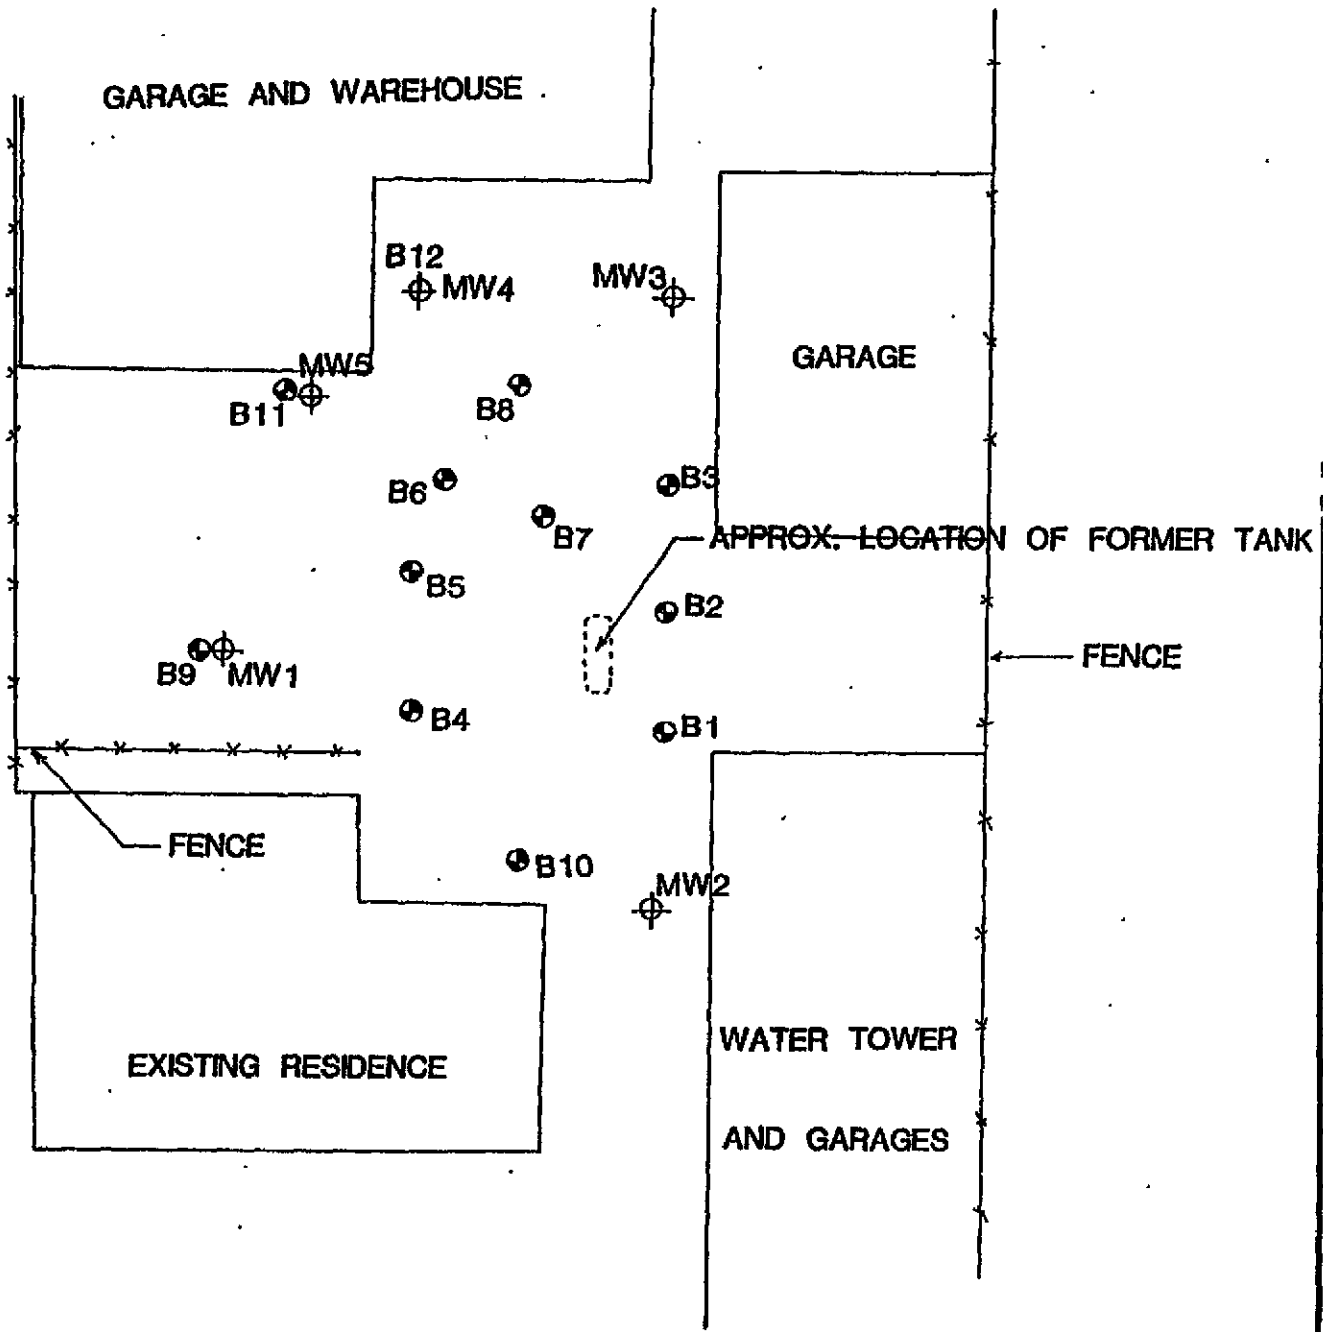 GARAGE AND WAREHOUSE
B12
MW4
MW3
GARAGE
MW5
B11
B8
B6
B3
B7
APPROX. LOCATION OF FORMER TANK
B5
B2
B9
MW1
FENCE
B4
B1
FENCE
B10
MW2
WATER TOWER
EXISTING RESIDENCE
AND GARAGES